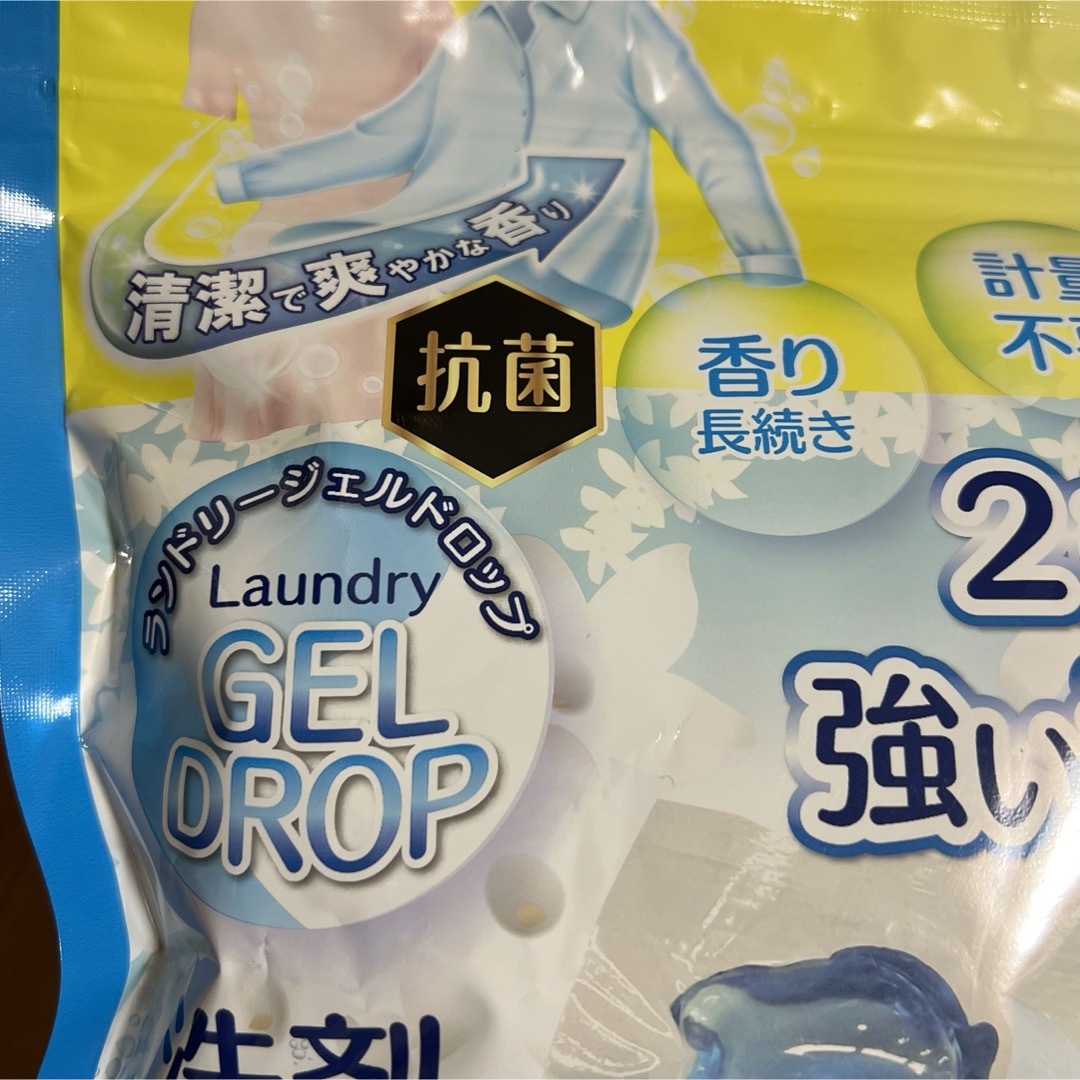 清潔で爽やかな香り
抗菌
香り
長続き
計量
不
ランドリージェルドロップ
Laundry
GEL
DROP
2
強い
洗剤